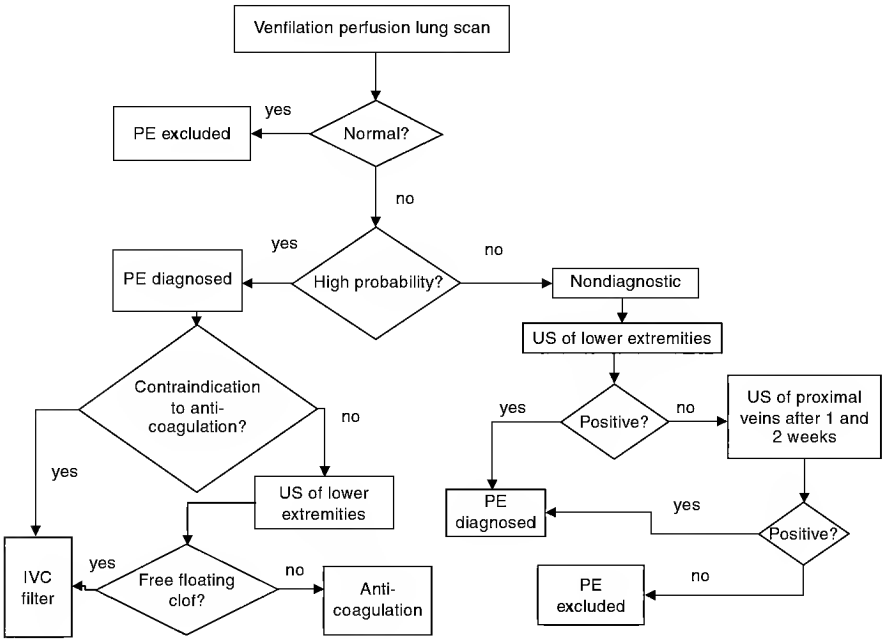 Venfilation perfusion lung scan
yes
PE excluded
Normal?
no
yes
no
PE diagnosed
High probability?
Nondiagnostic
US of lower extremities
Contraindication
to anti-
coagulation?
yes
Positive?
no
US of proximal
veins after 1 and
2 weeks
no
yes
US of lower
extremities
PE
diagnosed
yes
Positive?
IVC
filter
yes
Free floating
clof?
no
Anti-
coagulation
PE
excluded
no